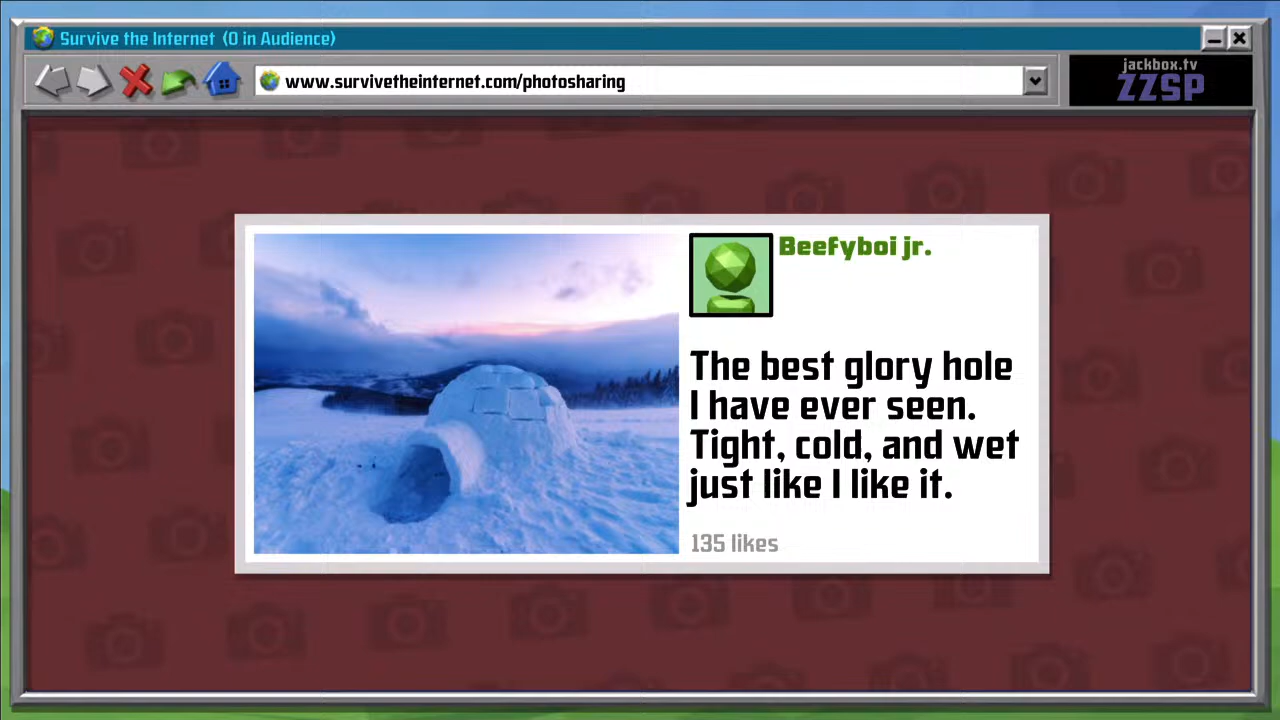 Survive the Internet (0 in Audience)
www.survivetheinternet.com/photosharing
jackbox.tv
ZZSP
Beefyboi jr.
The best glory hole
I have ever seen.
Tight, cold, and wet
just like I like it.
135 likes